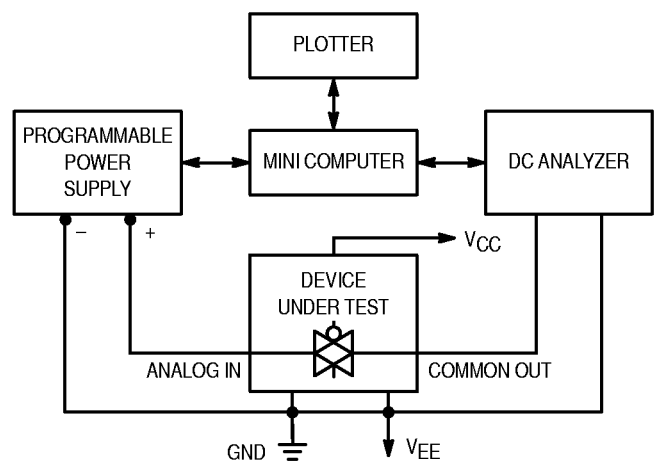 PLOTTER
PROGRAMMABLE
POWER
SUPPLY
MINI COMPUTER
DC ANALYZER
– +
VCC
DEVICE
UNDER TEST
ANALOG IN
COMMON OUT
GND
VEE